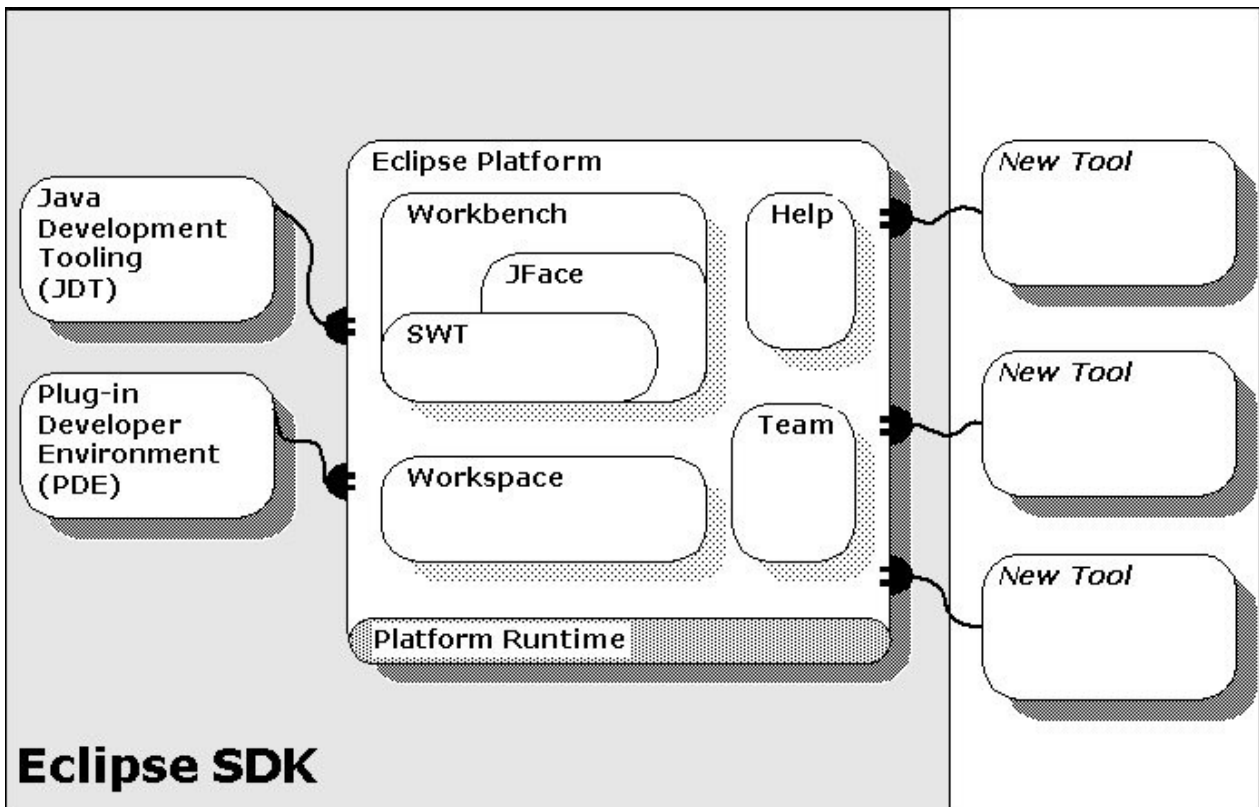 Eclipse Platform
Java
Development
Tooling
(JDT)
Workbench
JFace
SWT
Help
New Tool
Plug-in
Developer
Environment
(PDE)
Workspace
Team
New Tool
New Tool
Platform Runtime
Eclipse SDK